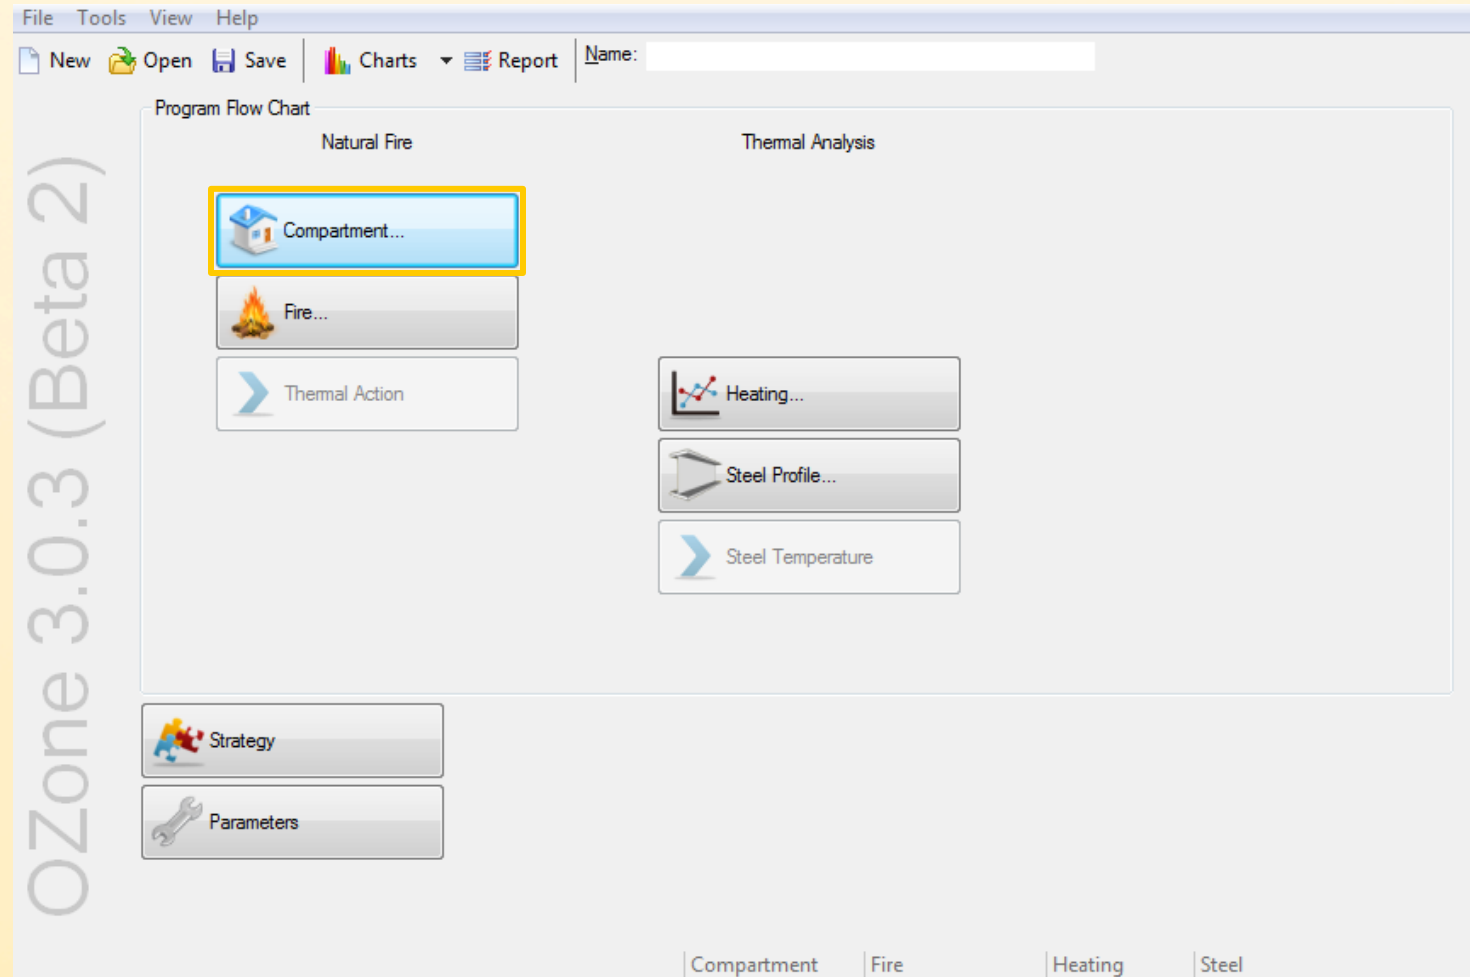 File Tools View Help
New Open Save Charts Report Name:
Program Flow Chart
Natural Fire Thermal Analysis
Compartment...
Fire...
Thermal Action Heating...
Steel Profile...
Steel Temperature
Strategy
Parameters
OZone 3.0.3 (Beta 2)
Compartment Fire Heating Steel